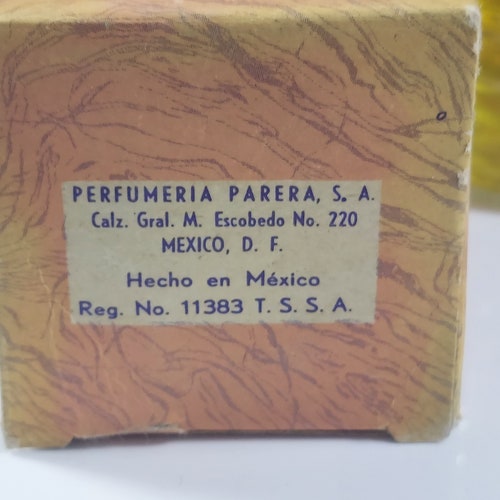 PERFUMERIA PARERA, S. A.
Calz. Gral. M. Escobedo No. 220
MEXICO, D. F.
Hecho en México
Reg. No. 11383 T. S. S. A.